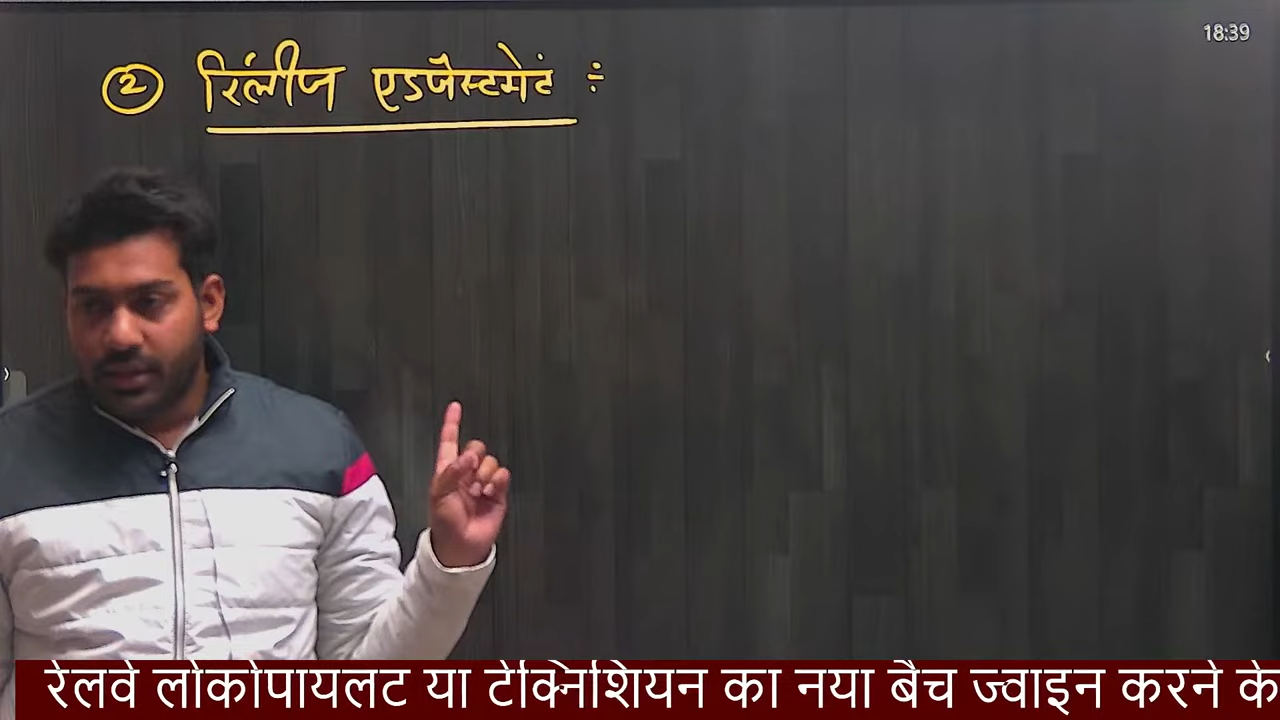 18:39
② रिलीज एडजेस्टमेंट ÷
रेलवे लोकोपायलट या टेक्निशियन का नया बैच ज्वाइन करने के